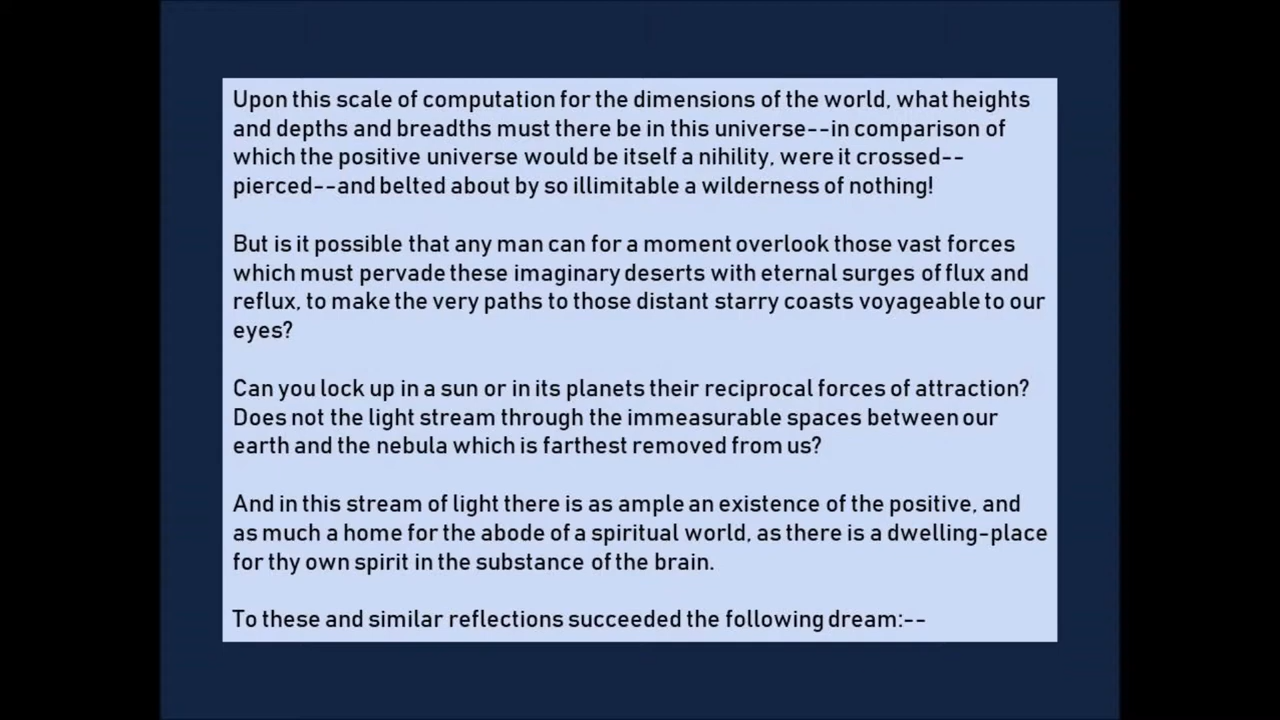 Upon this scale of computation for the dimensions of the world, what heights
and depths and breadths must there be in this universe--in comparison of
which the positive universe would be itself a nihility, were it crossed--
pierced--and belted about by so illimitable a wilderness of nothing!
But is it possible that any man can for a moment overlook those vast forces
which must pervade these imaginary deserts with eternal surges of flux and
reflux, to make the very paths to those distant starry coasts voyageable to our
eyes?
Can you lock up in a sun or in its planets their reciprocal forces of attraction?
Does not the light stream through the immeasurable spaces between our
earth and the nebula which is farthest removed from us?
And in this stream of light there is as ample an existence of the positive, and
as much a home for the abode of a spiritual world, as there is a dwelling-place
for thy own spirit in the substance of the brain.
To these and similar reflections succeeded the following dream:--